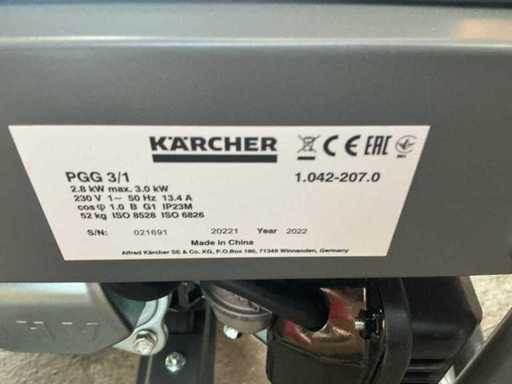 KÄRCHER CE EAC
PGG 3/1 1.042-207.0
2.8 kW max. 3.0 kW
230 V 1~ 50 Hz 13.4 A
cos φ 1.0 B G1 IP23M
52 kg ISO 8528 ISO 6826
S/N: 021691 20221 Year 2022
Made in China
Alfred Kärcher SE & Co. KG, P.O.Box 160, 71349 Winnenden, Germany